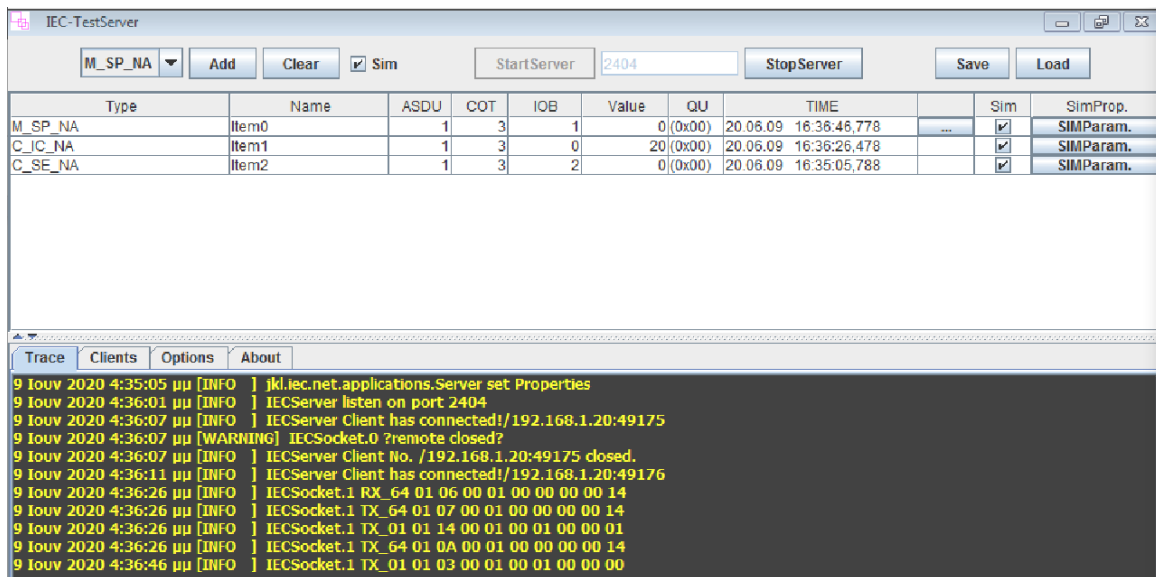 IEC-TestServer
M_SP_NA Add Clear Sim StartServer 2404 StopServer Save Load
Type Name ASDU COT IOB Value QU TIME Sim SimProp.
M_SP_NA Item0 1 3 1 0 (0x00) 20.06.09 16:36:46,778 ... SIMParam.
C_IC_NA Item1 1 3 0 20 (0x00) 20.06.09 16:36:26,478 SIMParam.
C_SE_NA Item2 1 3 2 0 (0x00) 20.06.09 16:35:05,788 SIMParam.
Trace Clients Options About
9 Ιουν 2020 4:35:05 μμ [INFO ] jkl.iec.net.applications.Server set Properties
9 Ιουν 2020 4:36:01 μμ [INFO ] IECServer listen on port 2404
9 Ιουν 2020 4:36:07 μμ [INFO ] IECServer Client has connected!/192.168.1.20:49175
9 Ιουν 2020 4:36:07 μμ [WARNING] IECSocket.0 ?remote closed?
9 Ιουν 2020 4:36:07 μμ [INFO ] IECServer Client No. /192.168.1.20:49175 closed.
9 Ιουν 2020 4:36:11 μμ [INFO ] IECServer Client has connected!/192.168.1.20:49176
9 Ιουν 2020 4:36:26 μμ [INFO ] IECSocket.1 RX_64 01 06 00 01 00 00 00 00 14
9 Ιουν 2020 4:36:26 μμ [INFO ] IECSocket.1 TX_64 01 07 00 01 00 00 00 00 14
9 Ιουν 2020 4:36:26 μμ [INFO ] IECSocket.1 TX_01 01 14 00 01 00 01 00 00 01
9 Ιουν 2020 4:36:26 μμ [INFO ] IECSocket.1 TX_64 01 0A 00 01 00 00 00 00 14
9 Ιουν 2020 4:36:46 μμ [INFO ] IECSocket.1 TX_01 01 03 00 01 00 01 00 00 00